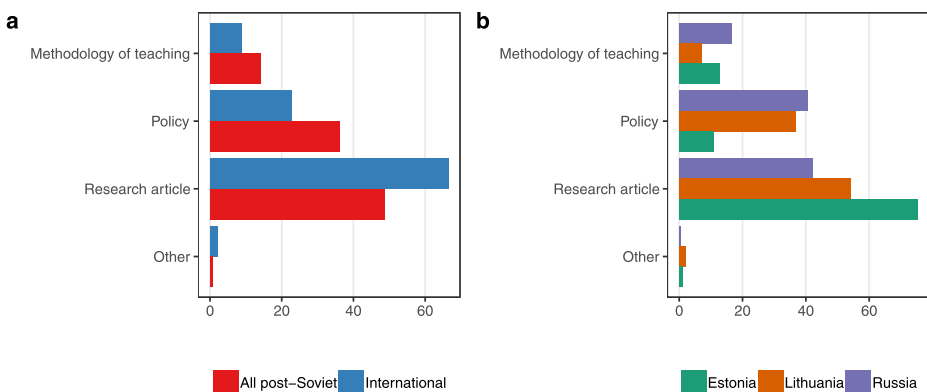 a
Methodology of teaching
Policy
Research article
Other
0 20 40 60
All post-Soviet International
b
Methodology of teaching
Policy
Research article
Other
0 20 40 60
Estonia Lithuania Russia